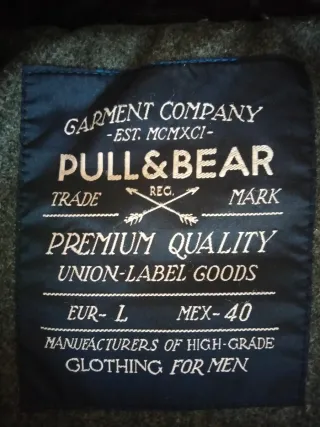 GARMENT COMPANY
-EST. MCMXCI-
PULL&BEAR
TRADE REG. MARK
PREMIUM QUALITY
UNION-LABEL GOODS
EUR- L MEX- 40
MANUFACTURERS OF HIGH-GRADE
CLOTHING FOR MEN